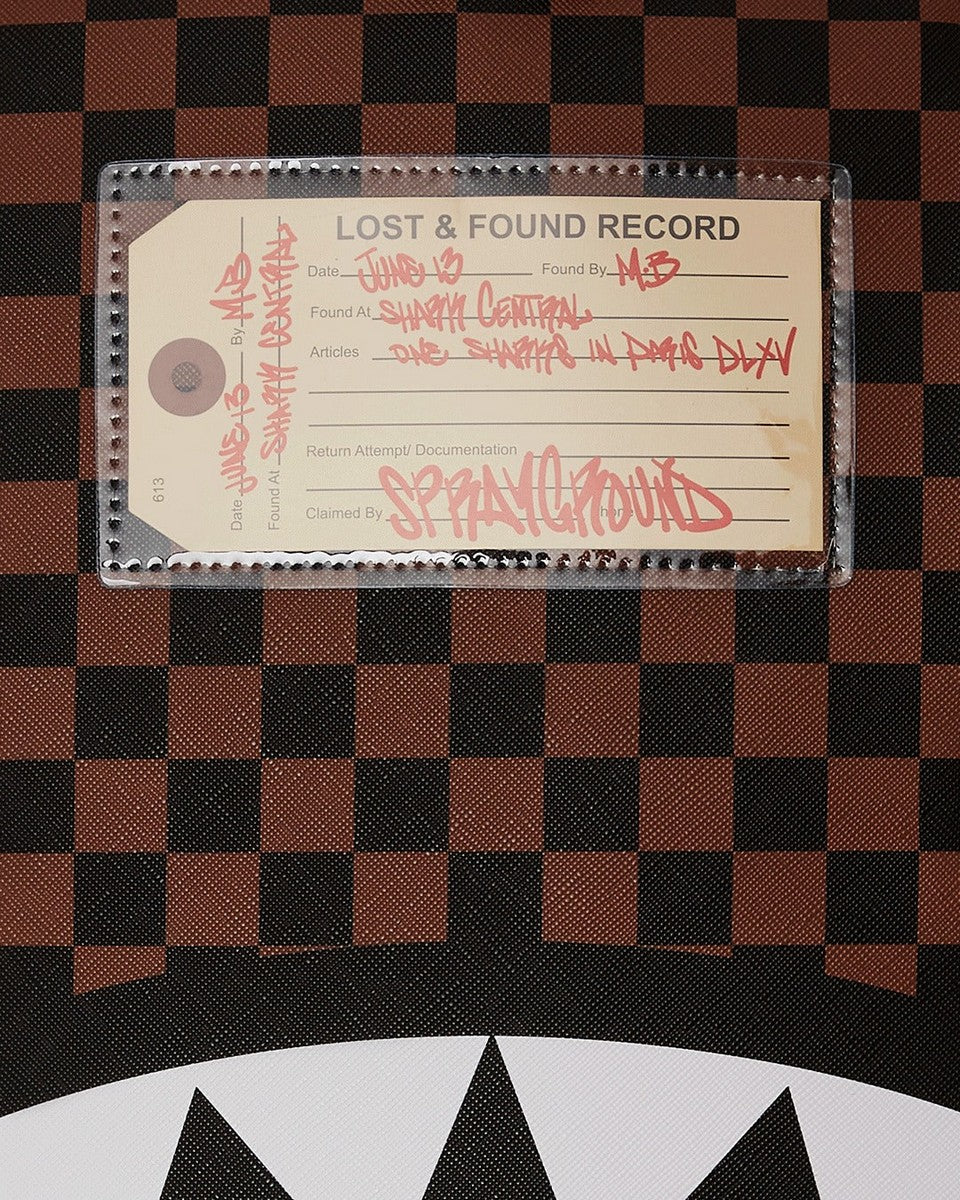 LOST & FOUND RECORD
Date JUNE 13 Found By M.B
Found At SHARK CENTRAL
Articles ONE SHARKS IN PARIS DLXV
Return Attempt/ Documentation
Claimed By SPRAYGROUND Phone
Date JUNE 13 By M.B
Found At SHARK CENTRAL
613